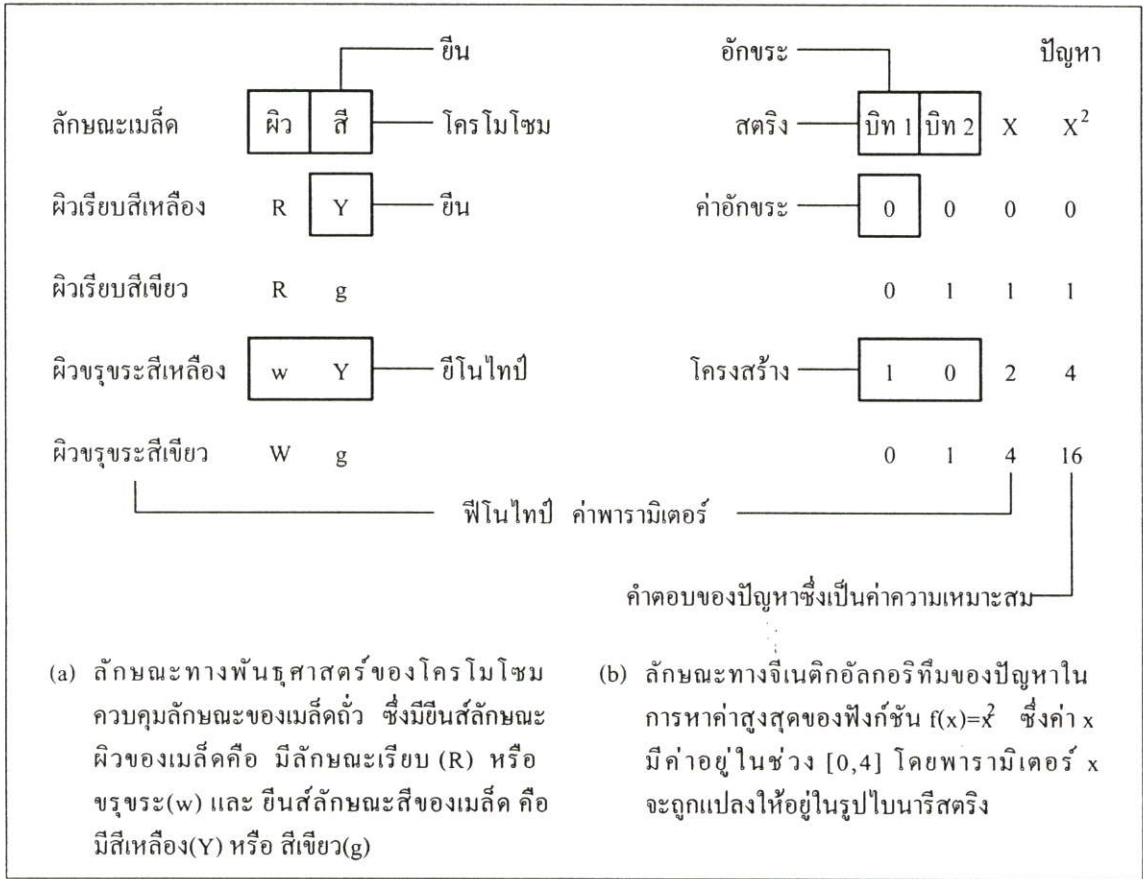 ยีน อักขระ ปัญหา
ลักษณะเมล็ด ผิว สี โครโมโซม สตริง บิท 1 บิท 2 X X²
ผิวเรียบสีเหลือง R Y ยีน ค่าอักขระ 0 0 0 0
ผิวเรียบสีเขียว R g 0 1 1 1
ผิวขรุขระสีเหลือง w Y ยีโนไทป์ โครงสร้าง 1 0 2 4
ผิวขรุขระสีเขียว W g 0 1 4 16
ฟีโนไทป์ ค่าพารามิเตอร์
คำตอบของปัญหาซึ่งเป็นค่าความเหมาะสม
(a) ลักษณะทางพันธุศาสตร์ของโครโมโซม
ควบคุมลักษณะของเมล็ดถั่ว ซึ่งมียีนส์ลักษณะ
ผิวของเมล็ดคือ มีลักษณะเรียบ (R) หรือ
ขรุขระ(w) และ ยีนส์ลักษณะสีของเมล็ด คือ
มีสีเหลือง(Y) หรือ สีเขียว(g)
(b) ลักษณะทางจีเนติกอัลกอริทึมของปัญหาใน
การหาค่าสูงสุดของฟังก์ชัน f(x)=x² ซึ่งค่า x
มีค่าอยู่ในช่วง [0,4] โดยพารามิเตอร์ x
จะถูกแปลงให้อยู่ในรูปไบนารีสตริง